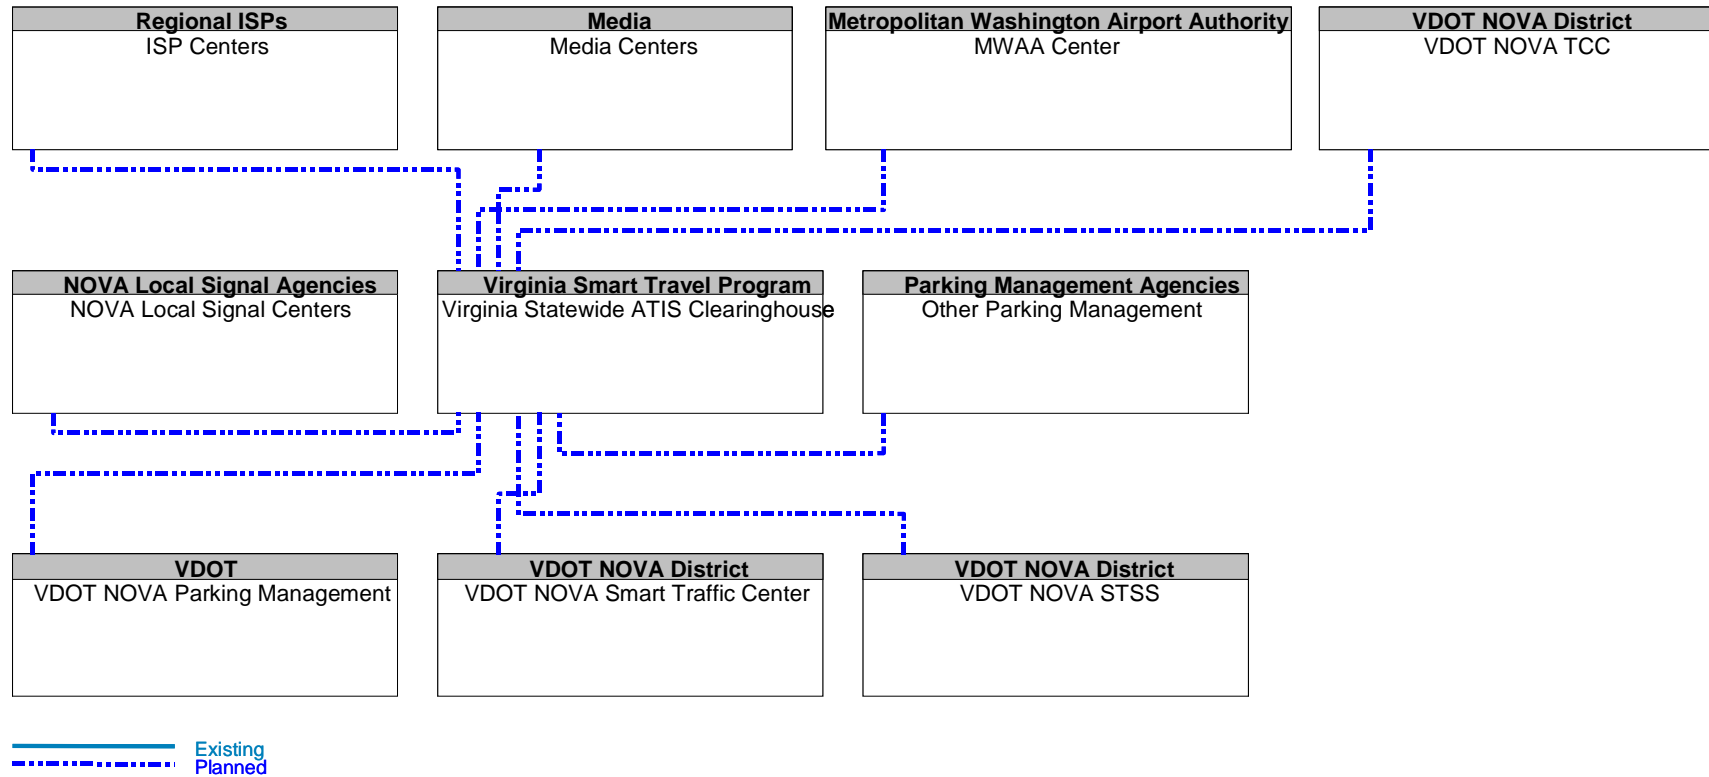 Regional ISPs
ISP Centers
Media
Media Centers
Metropolitan Washington Airport Authority
MWAA Center
VDOT NOVA District
VDOT NOVA TCC
NOVA Local Signal Agencies
NOVA Local Signal Centers
Virginia Smart Travel Program
Virginia Statewide ATIS Clearinghouse
Parking Management Agencies
Other Parking Management
VDOT
VDOT NOVA Parking Management
VDOT NOVA District
VDOT NOVA Smart Traffic Center
VDOT NOVA District
VDOT NOVA STSS
Existing
Planned